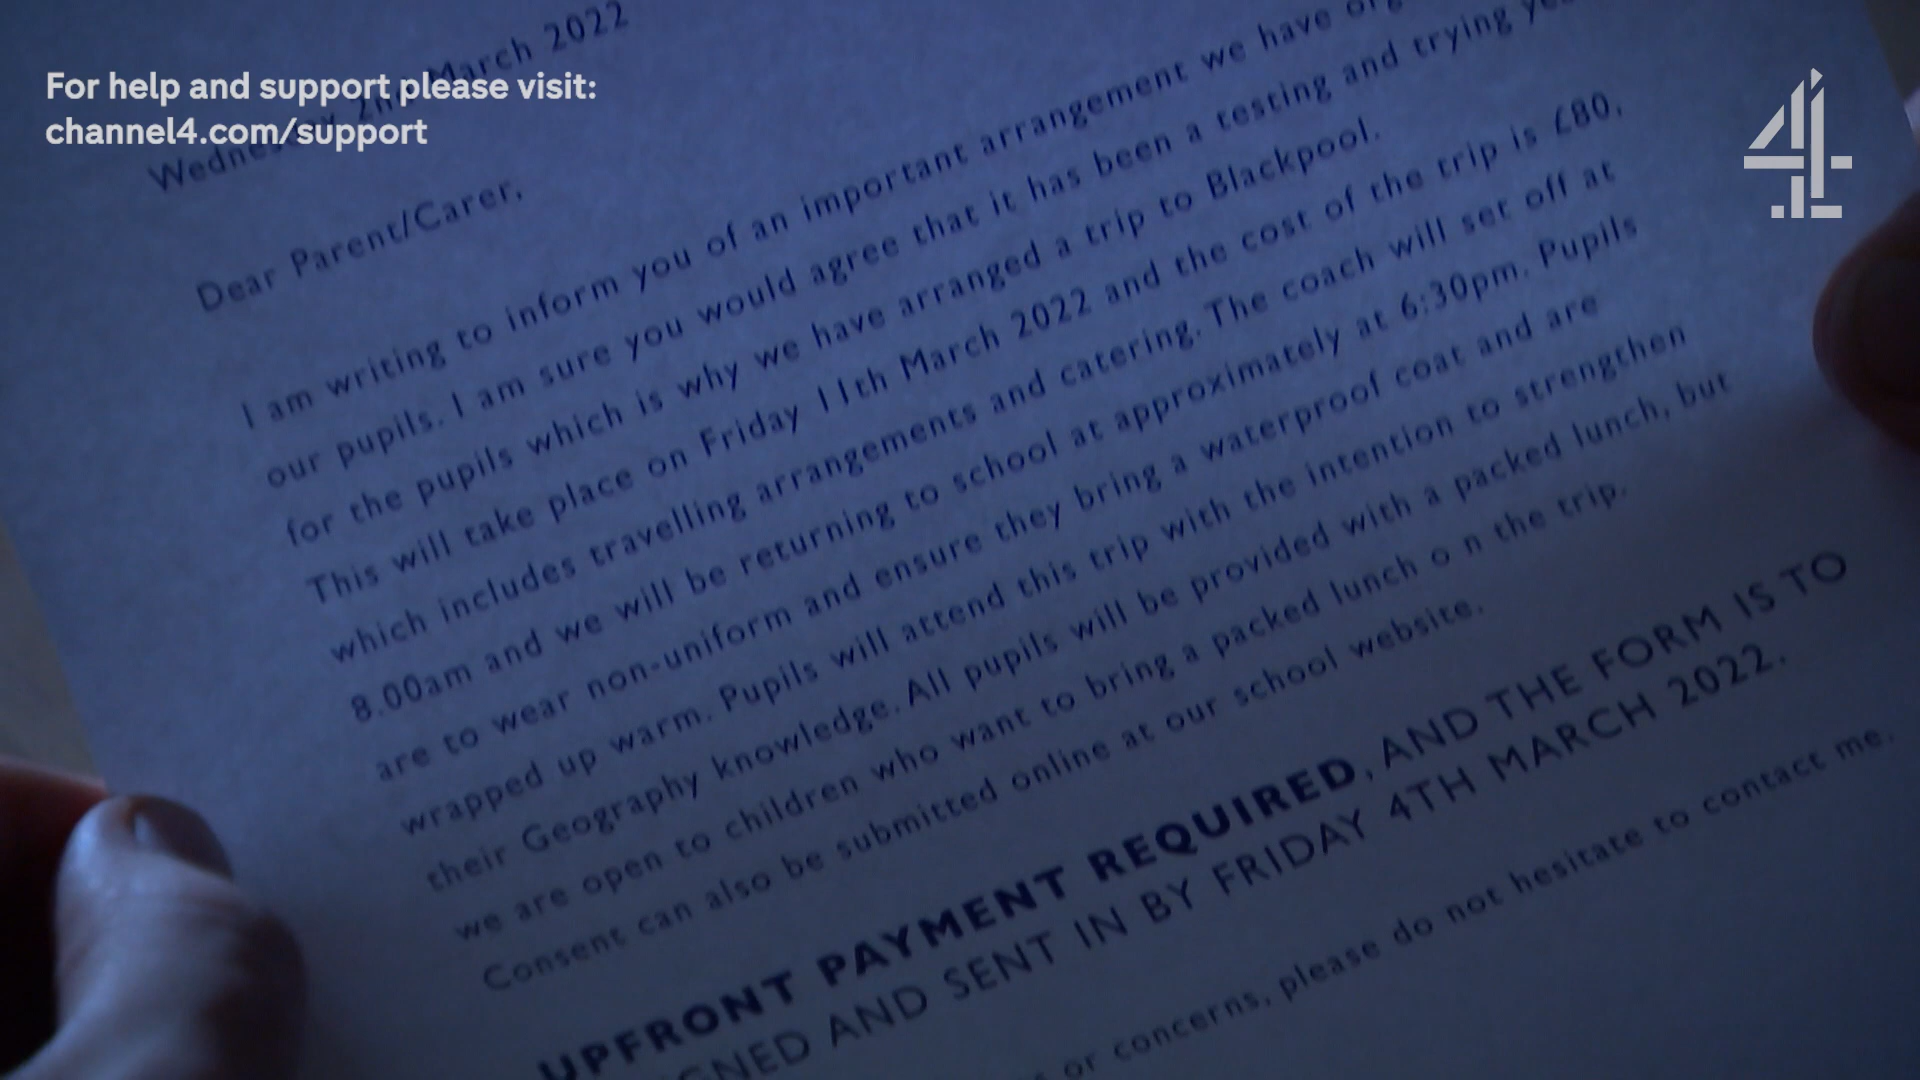 For help and support please visit:
channel4.com/support
Wednesday 2nd March 2022
Dear Parent/Carer,
I am writing to inform you of an important arrangement we have
our pupils. I am sure you would agree that it has been a testing and trying
for the pupils which is why we have arranged a trip to Blackpool.
This will take place on Friday 11th March 2022 and the cost of the trip is £80,
which includes travelling arrangements and catering. The coach will set off at
8.00am and we will be returning to school at approximately at 6:30pm. Pupils
are to wear non-uniform and ensure they bring a waterproof coat and are
wrapped up warm. Pupils will attend this trip with the intention to strengthen
their Geography knowledge. All pupils will be provided with a packed lunch, but
we are open to children who want to bring a packed lunch o n the trip.
Consent can also be submitted online at our school website.
UPFRONT PAYMENT REQUIRED, AND THE FORM IS TO
AND SENT IN BY FRIDAY 4TH MARCH 2022.
or concerns, please do not hesitate to contact me.
4